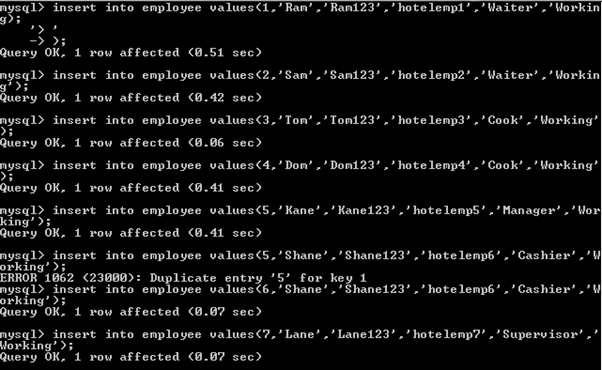 mysql> insert into employee values(1,'Ram','Ram123','hotelemp1','Waiter','Workin
g);
'> '
-> );
Query OK, 1 row affected (0.51 sec)
mysql> insert into employee values(2,'Sam','Sam123','hotelemp2','Waiter','Workin
g');
Query OK, 1 row affected (0.42 sec)
mysql> insert into employee values(3,'Tom','Tom123','hotelemp3','Cook','Working'
);
Query OK, 1 row affected (0.06 sec)
mysql> insert into employee values(4,'Dom','Dom123','hotelemp4','Cook','Working'
);
Query OK, 1 row affected (0.41 sec)
mysql> insert into employee values(5,'Kane','Kane123','hotelemp5','Manager','Wor
king');
Query OK, 1 row affected (0.41 sec)
mysql> insert into employee values(5,'Shane','Shane123','hotelemp6','Cashier','W
orking');
ERROR 1062 (23000): Duplicate entry '5' for key 1
mysql> insert into employee values(6,'Shane','Shane123','hotelemp6','Cashier','W
orking');
Query OK, 1 row affected (0.07 sec)
mysql> insert into employee values(7,'Lane','Lane123','hotelemp7','Supervisor','
Working');
Query OK, 1 row affected (0.07 sec)